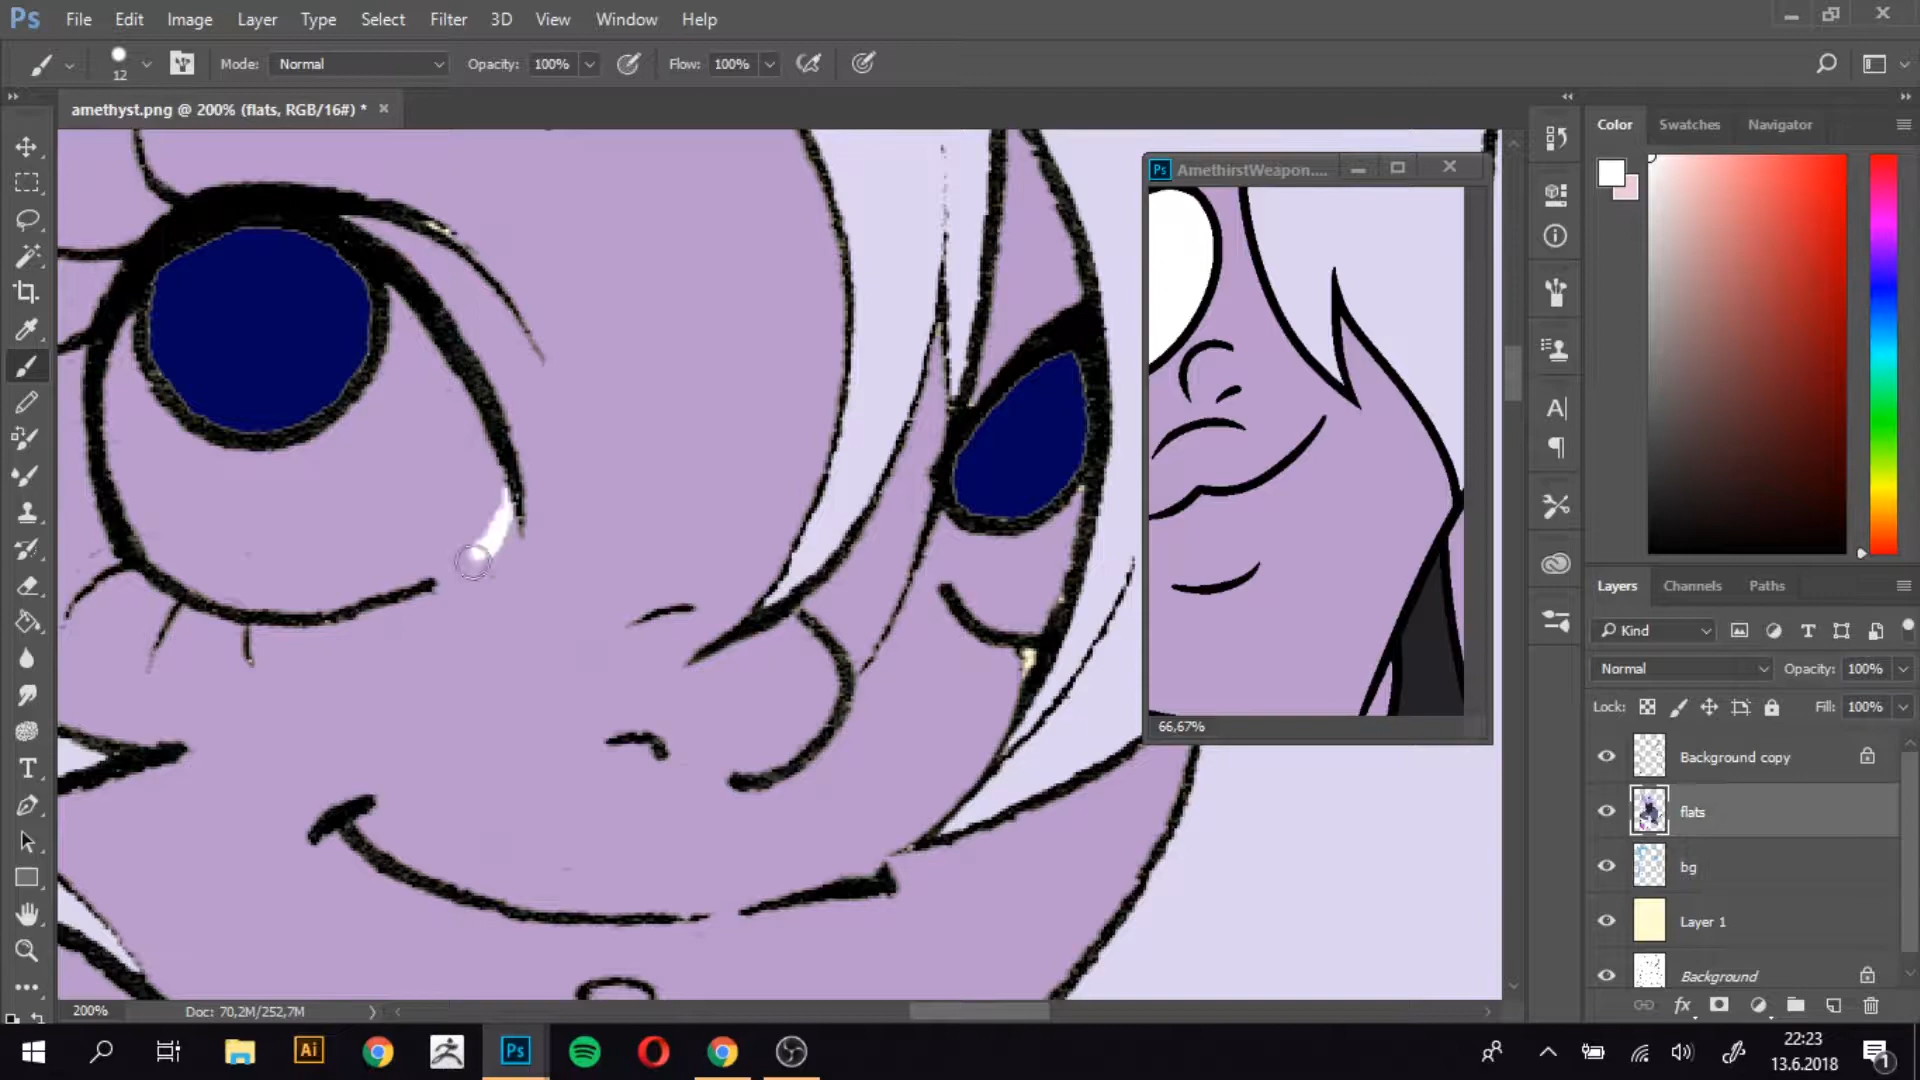 Ps File Edit Image Layer Type Select Filter 3D View Window Help
12 Mode: Normal Opacity: 100% Flow: 100%
amethyst.png @ 200% (flats, RGB/16#) *
Color Swatches Navigator
Ps AmethirstWeapon....
66,67%
Layers Channels Paths
Kind
Normal Opacity: 100%
Lock: Fill: 100%
Background copy
flats
bg
Layer 1
Background
200% Doc: 70,2M/252,7M
Ai Ps
22:23
13.6.2018
1